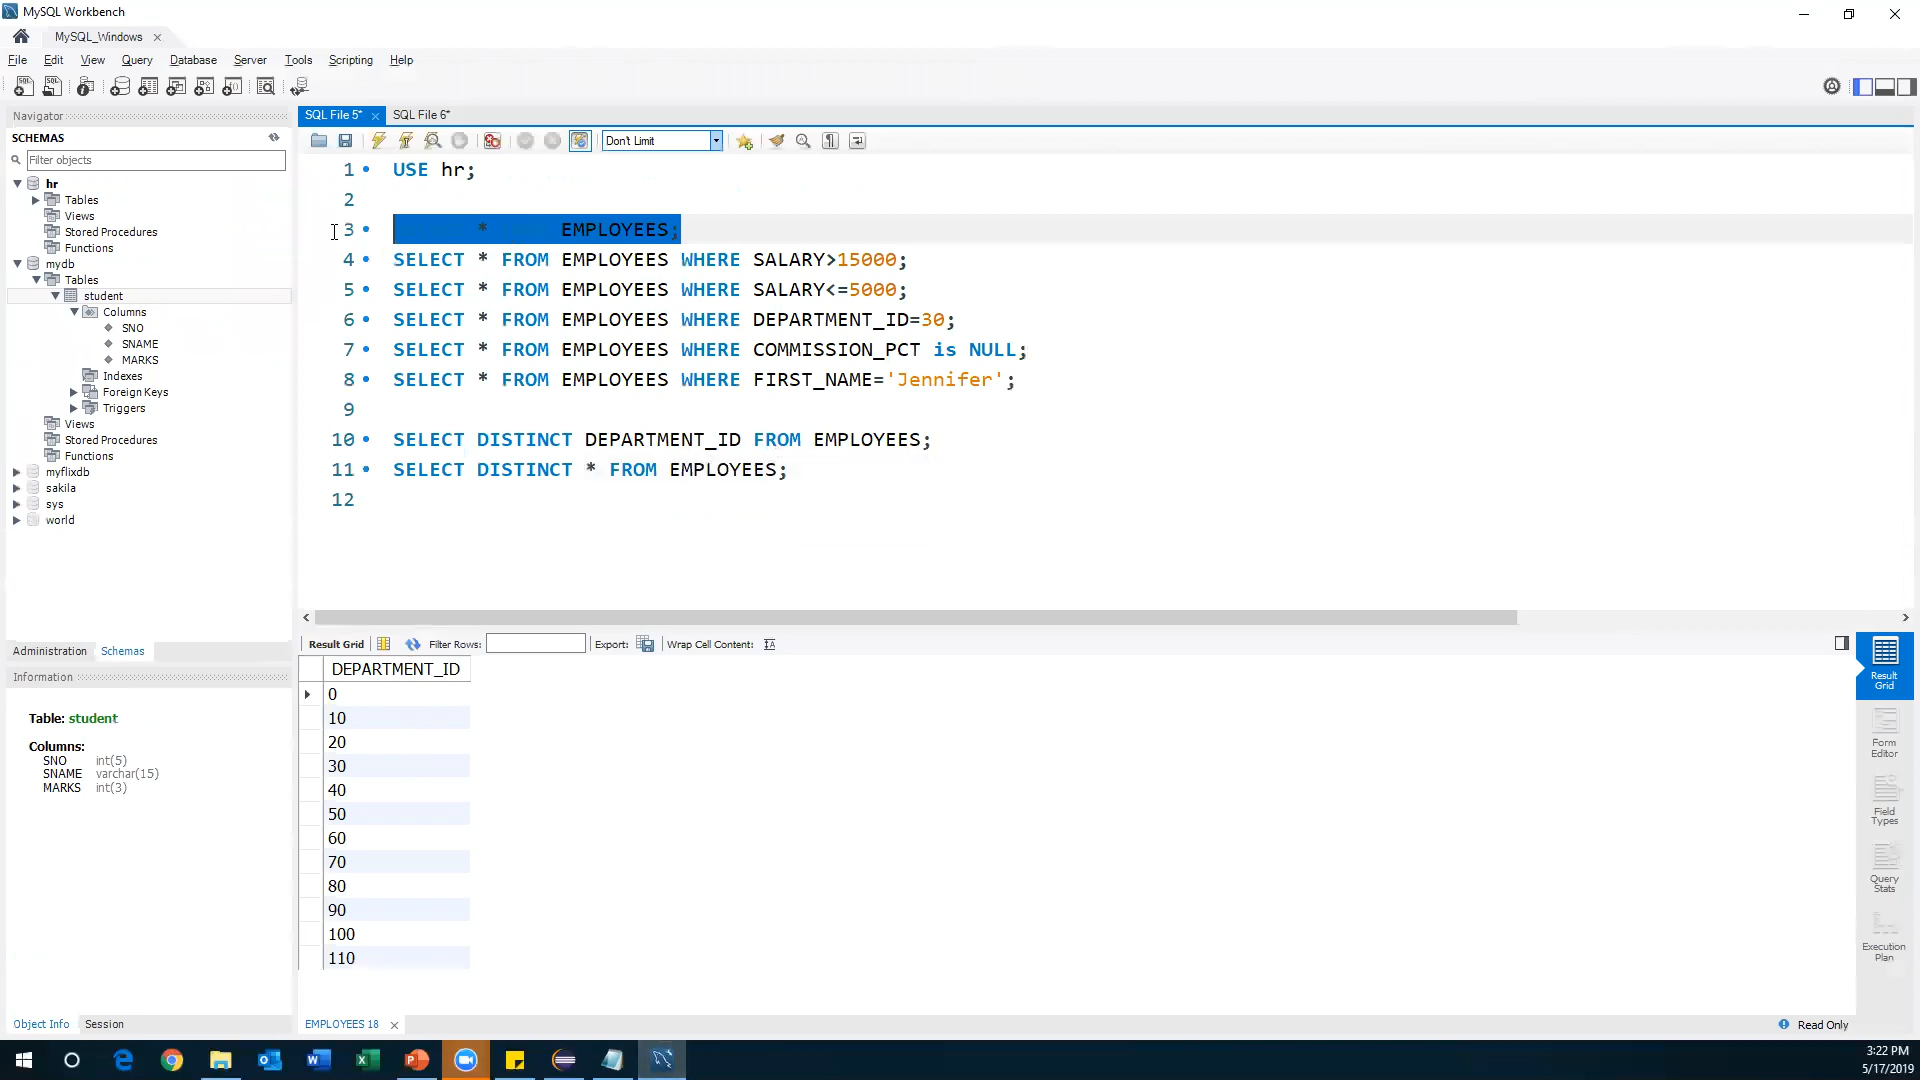 MySQL Workbench
MySQL_Windows
File Edit View Query Database Server Tools Scripting Help
Navigator
SCHEMAS
Filter objects
hr
Tables
Views
Stored Procedures
Functions
mydb
Tables
student
Columns
SNO
SNAME
MARKS
Indexes
Foreign Keys
Triggers
Views
Stored Procedures
Functions
myflixdb
sakila
sys
world
Administration Schemas
Information
Table: student
Columns:
SNO int(5)
SNAME varchar(15)
MARKS int(3)
Object Info Session
SQL File 5* SQL File 6*
Don't Limit
1 USE hr;
2
3 * EMPLOYEES;
4 SELECT * FROM EMPLOYEES WHERE SALARY>15000;
5 SELECT * FROM EMPLOYEES WHERE SALARY<=5000;
6 SELECT * FROM EMPLOYEES WHERE DEPARTMENT_ID=30;
7 SELECT * FROM EMPLOYEES WHERE COMMISSION_PCT is NULL;
8 SELECT * FROM EMPLOYEES WHERE FIRST_NAME='Jennifer';
9
10 SELECT DISTINCT DEPARTMENT_ID FROM EMPLOYEES;
11 SELECT DISTINCT * FROM EMPLOYEES;
12
Result Grid Filter Rows: Export: Wrap Cell Content:
DEPARTMENT_ID
0
10
20
30
40
50
60
70
80
90
100
110
Result
Grid
Form
Editor
Field
Types
Query
Stats
Execution
Plan
EMPLOYEES 18
Read Only
3:22 PM
5/17/2019